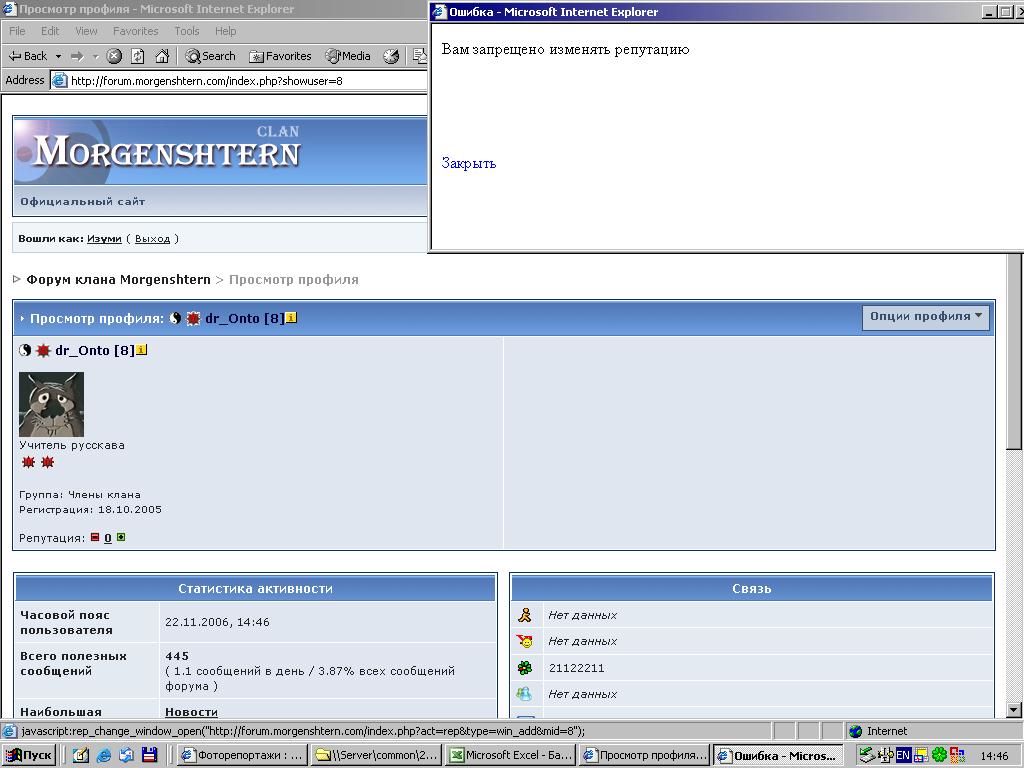 Просмотр профиля - Microsoft Internet Explorer
File Edit View Favorites Tools Help
Back Search Favorites Media
Address http://forum.morgenshtern.com/index.php?showuser=8
Ошибка - Microsoft Internet Explorer
Вам запрещено изменять репутацию
Закрыть
CLAN
MORGENSHTERN
Официальный сайт
Вошли как: Изуми ( Выход )
Форум клана Morgenshtern > Просмотр профиля
Просмотр профиля: dr_Onto [8]
Опции профиля
dr_Onto [8]
Учитель русскава
Группа: Члены клана
Регистрация: 18.10.2005
Репутация: 0
Статистика активности
Часовой пояс
пользователя
22.11.2006, 14:46
Всего полезных
сообщений
445
( 1.1 сообщений в день / 3.87% всех сообщений
форума )
Наибольшая
Новости
Связь
Нет данных
Нет данных
21122211
Нет данных
javascript:rep_change_window_open("http://forum.morgenshtern.com/index.php?act=rep&type=win_add&mid=8");
Internet
Пуск
Фоторепортажи : ...
\\Server\common\2...
Microsoft Excel - Ба...
Просмотр профиля...
Ошибка - Micros...
EN
14:46